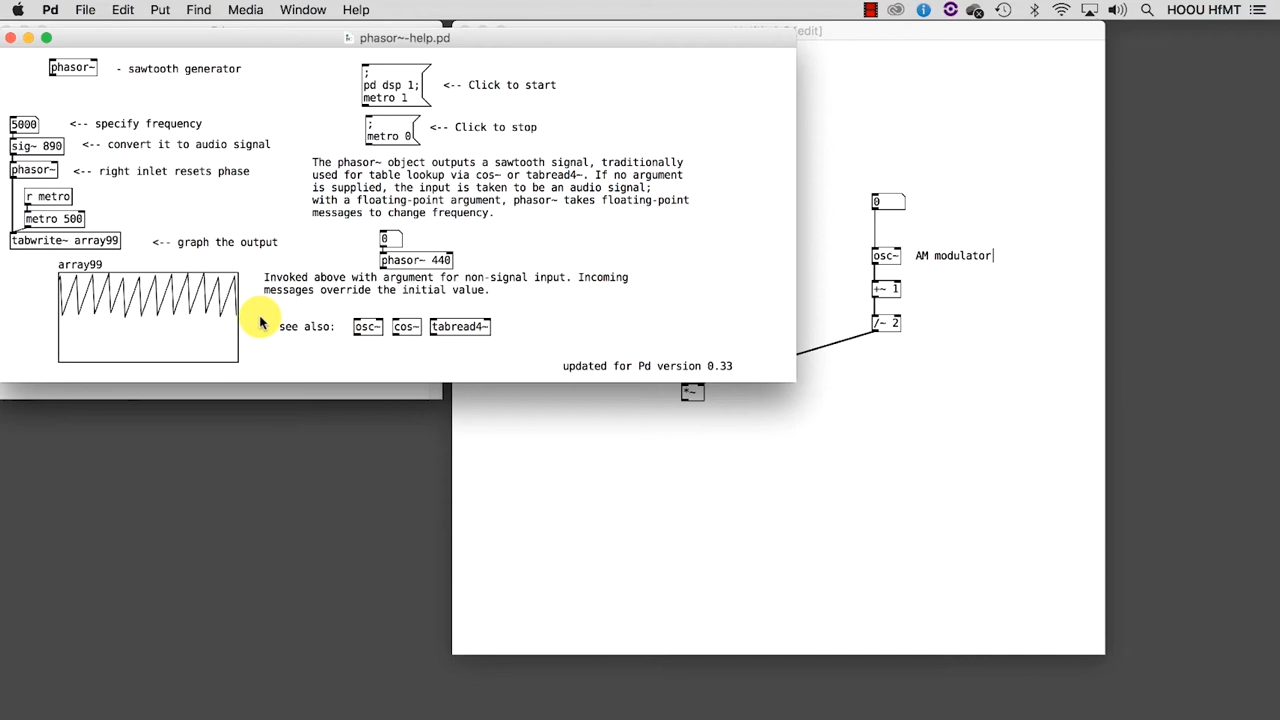 Pd File Edit Put Find Media Window Help HOOU HfMT
phasor~-help.pd
edit]
phasor~ - sawtooth generator
;
pd dsp 1;
metro 1
<-- Click to start
;
metro 0
<-- Click to stop
5000 <-- specify frequency
sig~ 890 <-- convert it to audio signal
phasor~ <-- right inlet resets phase
r metro
metro 500
tabwrite~ array99 <-- graph the output
array99
The phasor~ object outputs a sawtooth signal, traditionally
used for table lookup via cos~ or tabread4~. If no argument
is supplied, the input is taken to be an audio signal;
with a floating-point argument, phasor~ takes floating-point
messages to change frequency.
0
phasor~ 440
Invoked above with argument for non-signal input. Incoming
messages override the initial value.
see also: osc~ cos~ tabread4~
updated for Pd version 0.33
0
osc~ AM modulator
+~ 1
/~ 2
*~